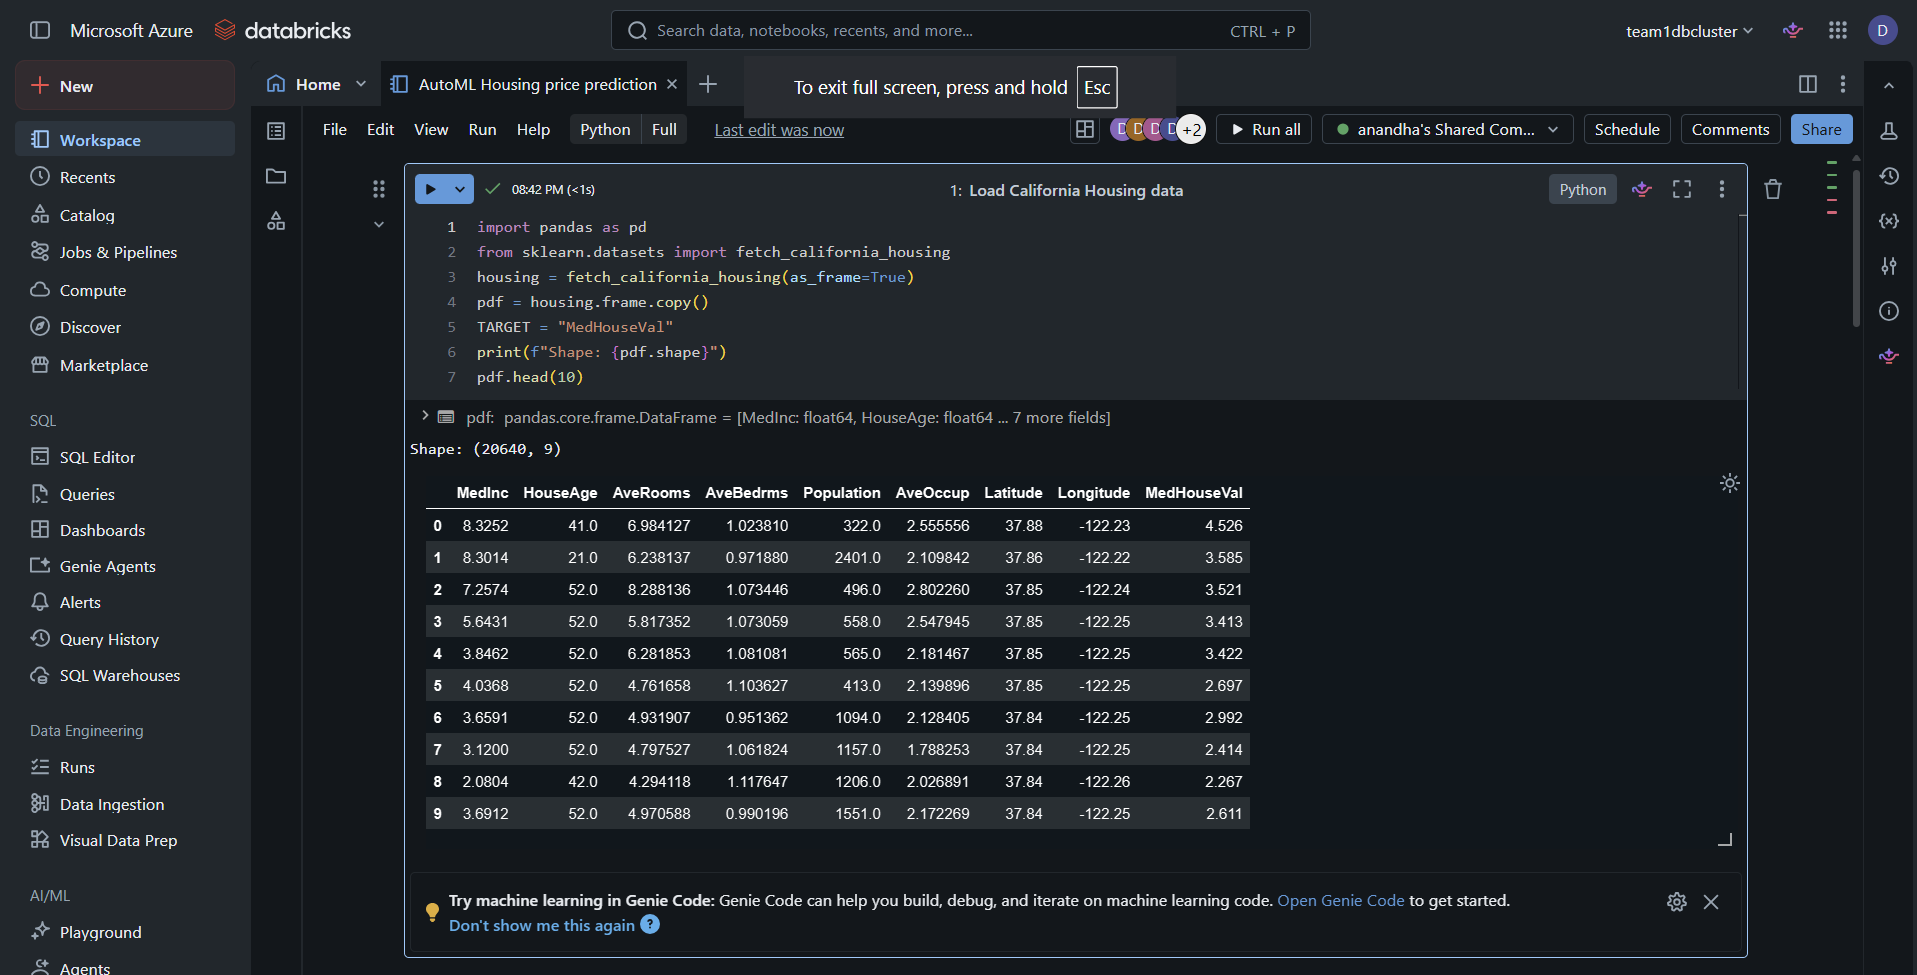 Microsoft Azure databricks
Search data, notebooks, recents, and more... CTRL + P
team1dbcluster
D
New
Home
AutoML Housing price prediction
To exit full screen, press and hold Esc
File Edit View Run Help Python Full Last edit was now
D D D D +2
Run all
anandha's Shared Com...
Schedule
Comments
Share
Workspace
Recents
Catalog
Jobs & Pipelines
Compute
Discover
Marketplace
SQL
SQL Editor
Queries
Dashboards
Genie Agents
Alerts
Query History
SQL Warehouses
Data Engineering
Runs
Data Ingestion
Visual Data Prep
AI/ML
Playground
Agents
08:42 PM (<1s)
1: Load California Housing data
Python
1 import pandas as pd
2 from sklearn.datasets import fetch_california_housing
3 housing = fetch_california_housing(as_frame=True)
4 pdf = housing.frame.copy()
5 TARGET = "MedHouseVal"
6 print(f"Shape: {pdf.shape}")
7 pdf.head(10)
pdf: pandas.core.frame.DataFrame = [MedInc: float64, HouseAge: float64 ... 7 more fields]
Shape: (20640, 9)
MedInc HouseAge AveRooms AveBedrms Population AveOccup Latitude Longitude MedHouseVal
0 8.3252 41.0 6.984127 1.023810 322.0 2.555556 37.88 -122.23 4.526
1 8.3014 21.0 6.238137 0.971880 2401.0 2.109842 37.86 -122.22 3.585
2 7.2574 52.0 8.288136 1.073446 496.0 2.802260 37.85 -122.24 3.521
3 5.6431 52.0 5.817352 1.073059 558.0 2.547945 37.85 -122.25 3.413
4 3.8462 52.0 6.281853 1.081081 565.0 2.181467 37.85 -122.25 3.422
5 4.0368 52.0 4.761658 1.103627 413.0 2.139896 37.85 -122.25 2.697
6 3.6591 52.0 4.931907 0.951362 1094.0 2.128405 37.84 -122.25 2.992
7 3.1200 52.0 4.797527 1.061824 1157.0 1.788253 37.84 -122.25 2.414
8 2.0804 42.0 4.294118 1.117647 1206.0 2.026891 37.84 -122.26 2.267
9 3.6912 52.0 4.970588 0.990196 1551.0 2.172269 37.84 -122.25 2.611
Try machine learning in Genie Code: Genie Code can help you build, debug, and iterate on machine learning code. Open Genie Code to get started.
Don't show me this again ?